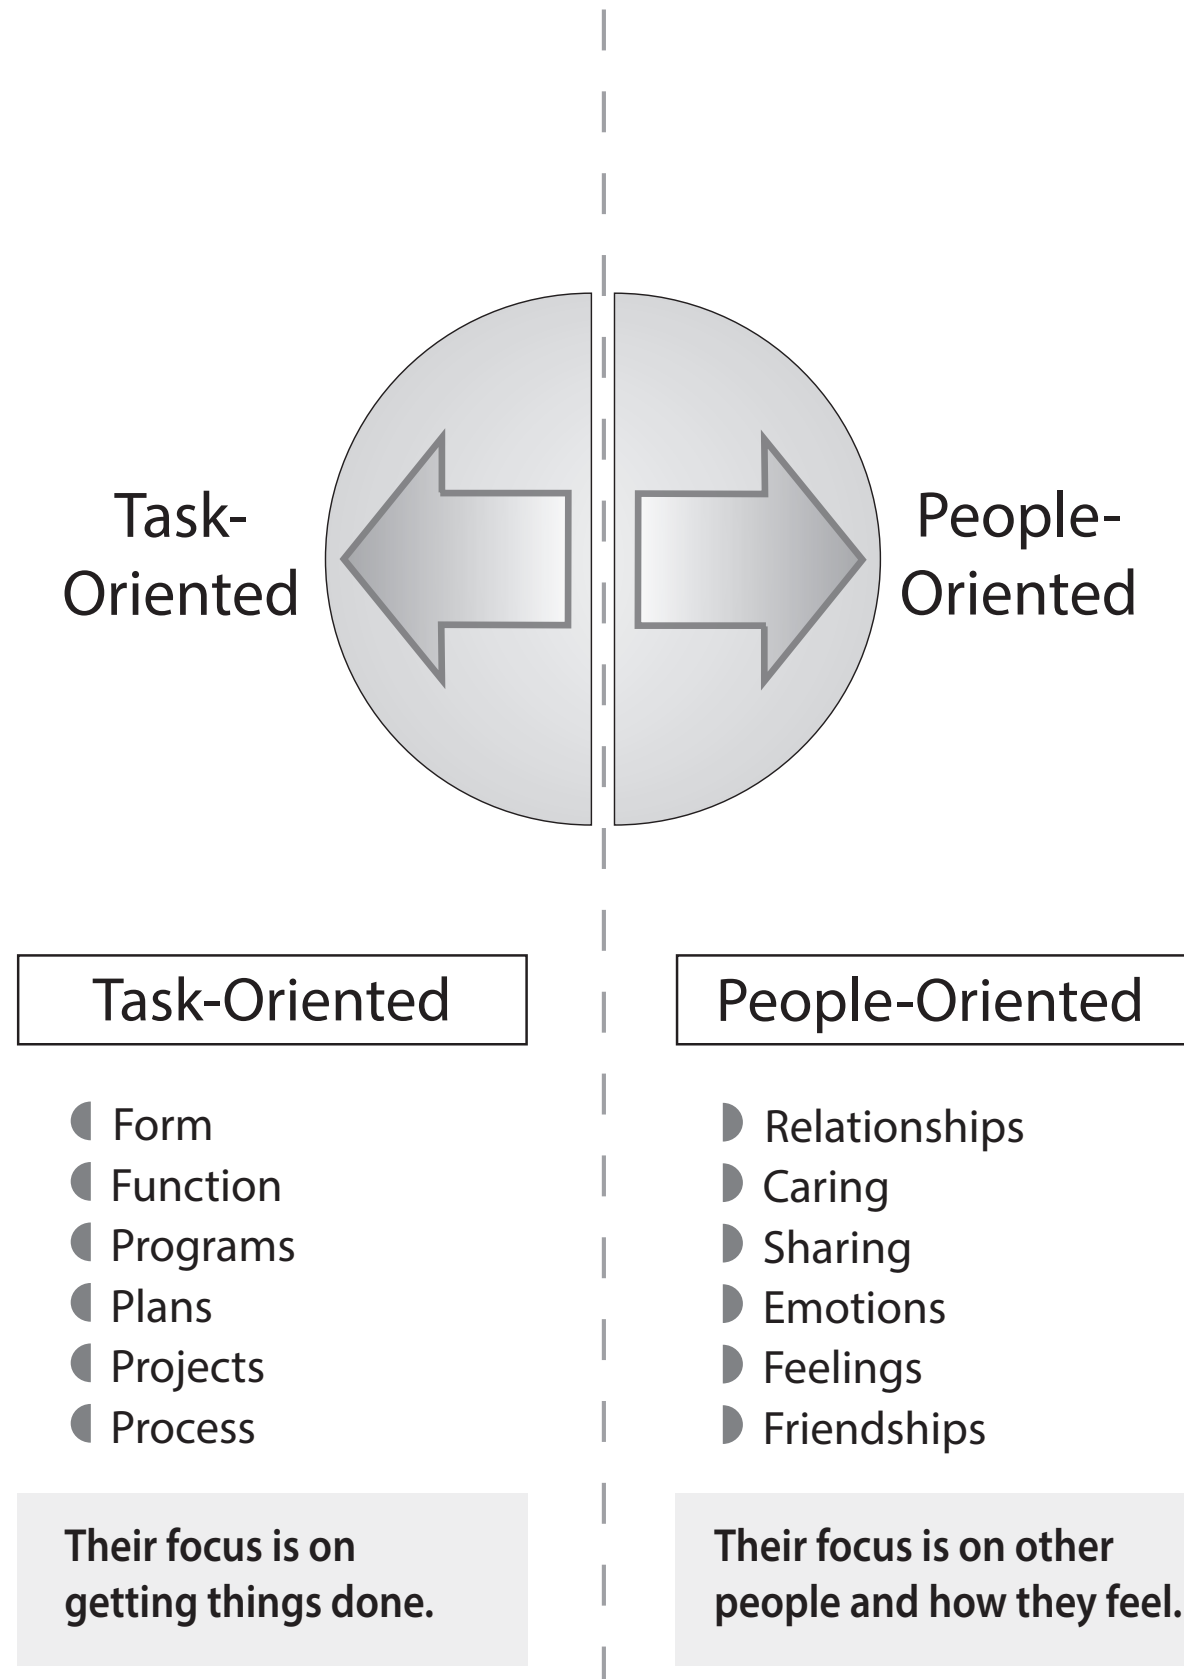 Task-
Oriented
People-
Oriented
Task-Oriented
Form
Function
Programs
Plans
Projects
Process
Their focus is on
getting things done.
People-Oriented
Relationships
Caring
Sharing
Emotions
Feelings
Friendships
Their focus is on other
people and how they feel.